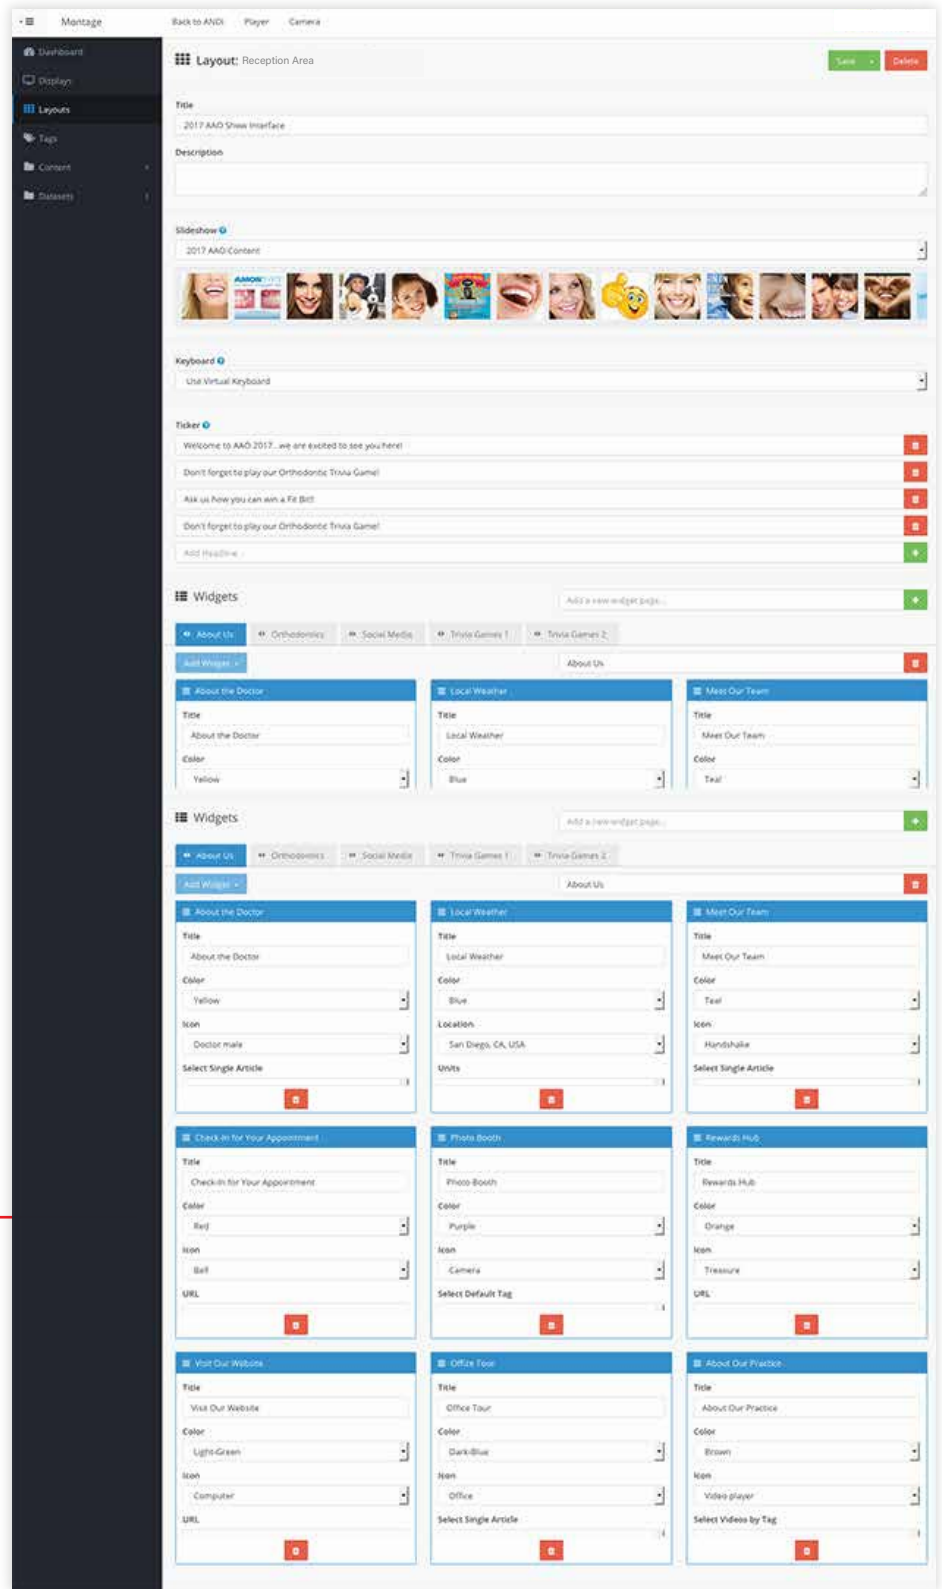 Montage Back to ANDI Player Camera
Dashboard
Displays
Layouts
Tags
Content
Datasets
Layout: Reception Area Save Delete
Title
2017 AAO Show Interface
Description
Slideshow
2017 AAO Content
Keyboard
Use Virtual Keyboard
Ticker
Welcome to AAO 2017...we are excited to see you here!
Don't forget to play our Orthodontic Trivia Game!
Ask us how you can win a Fit Bit!
Don't forget to play our Orthodontic Trivia Game!
Add Headline...
Widgets Add a new widget page...
About Us Orthodontics Social Media Trivia Games 1 Trivia Games 2
Add Widget About Us
About the Doctor Local Weather Meet Our Team
Title Title Title
About the Doctor Local Weather Meet Our Team
Color Color Color
Yellow Blue Teal
Widgets Add a new widget page...
About Us Orthodontics Social Media Trivia Games 1 Trivia Games 2
Add Widget About Us
About the Doctor Local Weather Meet Our Team
Title Title Title
About the Doctor Local Weather Meet Our Team
Color Color Color
Yellow Blue Teal
Icon Location Icon
Doctor male San Diego, CA, USA Handshake
Select Single Article Units Select Single Article
Check-In for Your Appointment Photo Booth Rewards Hub
Title Title Title
Check-In for Your Appointment Photo Booth Rewards Hub
Color Color Color
Red Purple Orange
Icon Icon Icon
Bell Camera Treasure
URL Select Default Tag URL
Visit Our Website Office Tour About Our Practice
Title Title Title
Visit Our Website Office Tour About Our Practice
Color Color Color
Light-Green Dark-Blue Brown
Icon Icon Icon
Computer Office Video player
URL Select Single Article Select Videos by Tag